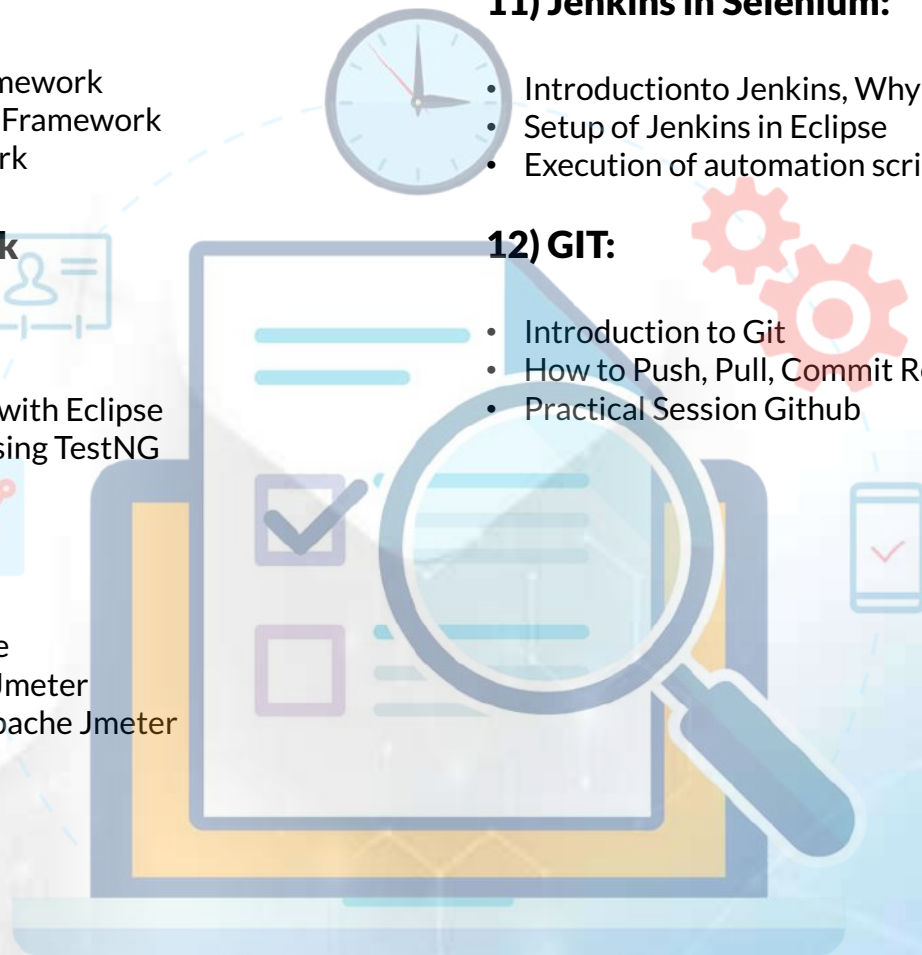 mework
Framework
rk
k
with Eclipse
sing TestNG
e
Jmeter
pache Jmeter
11) Jenkins in Selenium:
• Introductionto Jenkins, Why
• Setup of Jenkins in Eclipse
• Execution of automation scri
12) GIT:
• Introduction to Git
• How to Push, Pull, Commit R
• Practical Session Github